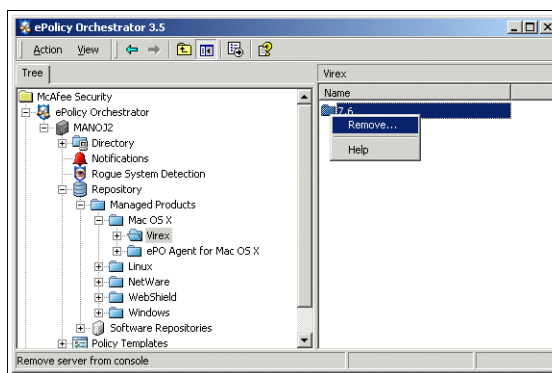 ePolicy Orchestrator 3.5
Action View
Tree
Virex
McAfee Security
ePolicy Orchestrator
MANOJ2
Directory
Notifications
Rogue System Detection
Repository
Managed Products
Mac OS X
Virex
ePO Agent for Mac OS X
Linux
NetWare
WebShield
Windows
Software Repositories
Policy Templates
Name
7.6
Remove...
Help
Remove server from console